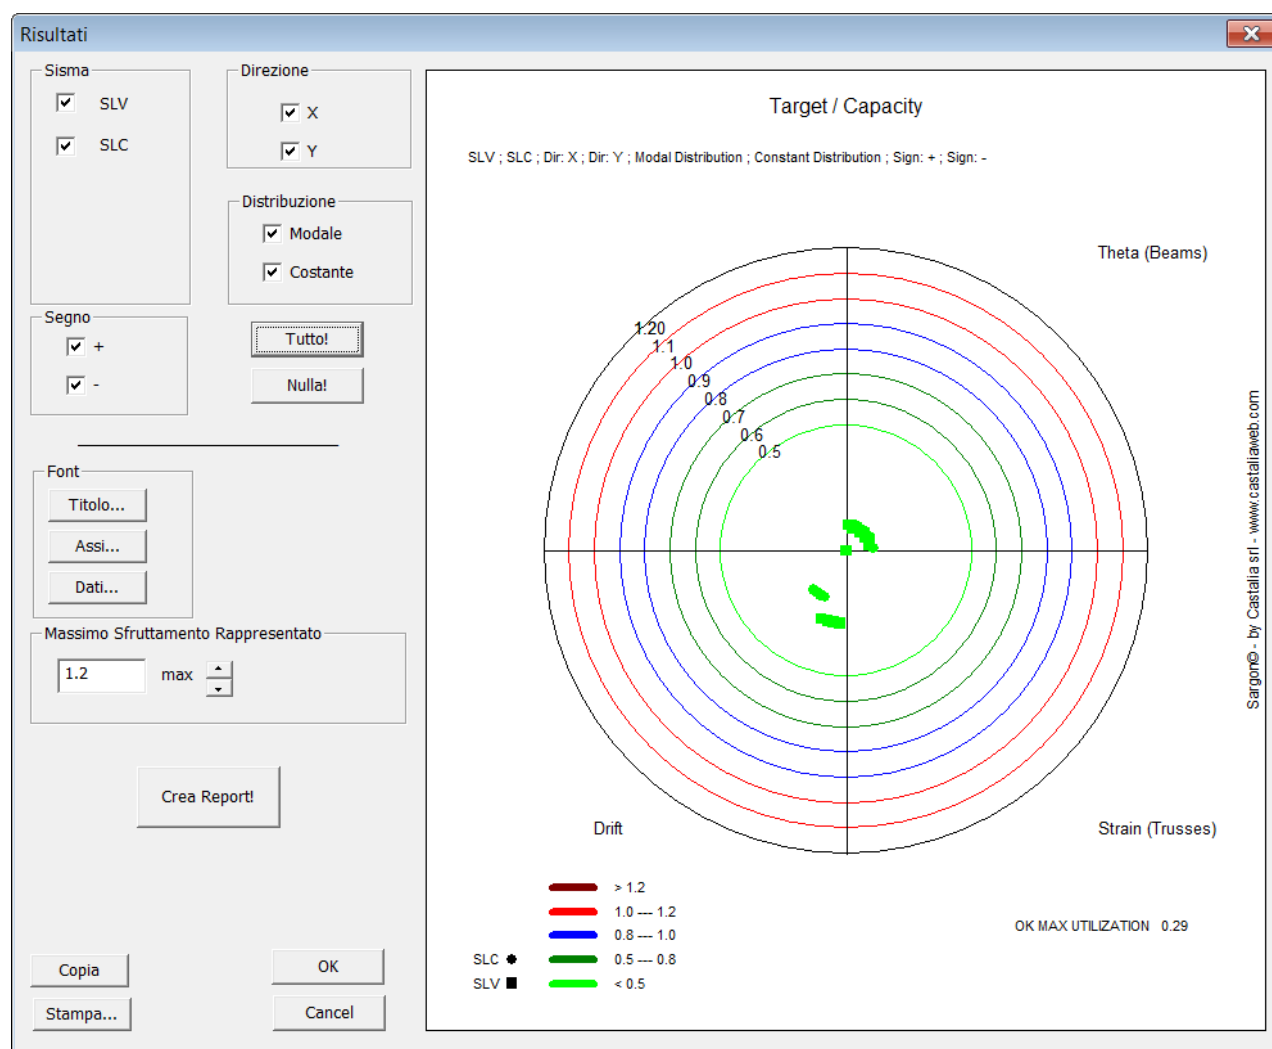 Risultati
Sisma
SLV
SLC
Direzione
X
Y
Distribuzione
Modale
Costante
Segno
+
-
Tutto!
Nulla!
Font
Titolo...
Assi...
Dati...
Massimo Sfruttamento Rappresentato
1.2
max
Crea Report!
Copia
OK
Stampa...
Cancel
Target / Capacity
SLV ; SLC ; Dir: X ; Dir: Y ; Modal Distribution ; Constant Distribution ; Sign: + ; Sign: -
Theta (Beams)
1.20
1.1
1.0
0.9
0.8
0.7
0.6
0.5
Sargon© - by Castalia srl - www.castaliaweb.com
Drift
Strain (Trusses)
> 1.2
1.0 --- 1.2
0.8 --- 1.0
SLC
0.5 --- 0.8
SLV
< 0.5
OK MAX UTILIZATION 0.29